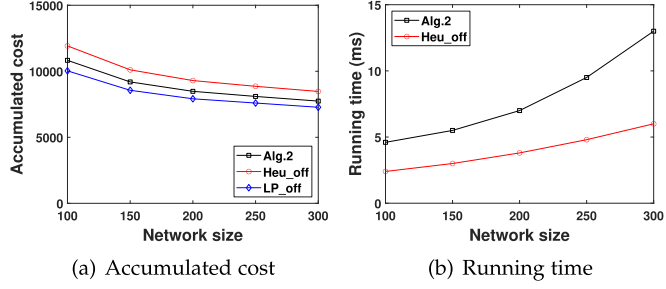 15000
10000
5000
0
100
150
200
250
300
Accumulated cost
Network size
Alg.2
Heu_off
LP_off
(a) Accumulated cost
15
10
5
0
100
150
200
250
300
Running time (ms)
Network size
Alg.2
Heu_off
(b) Running time